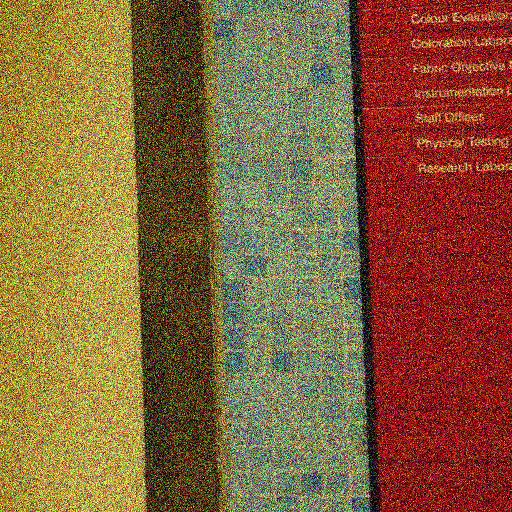 Colour Evaluation
Coloration Labora
Fabric Objective M
Instrumentation L
Staff Offices
Physical Testing
Research Labora